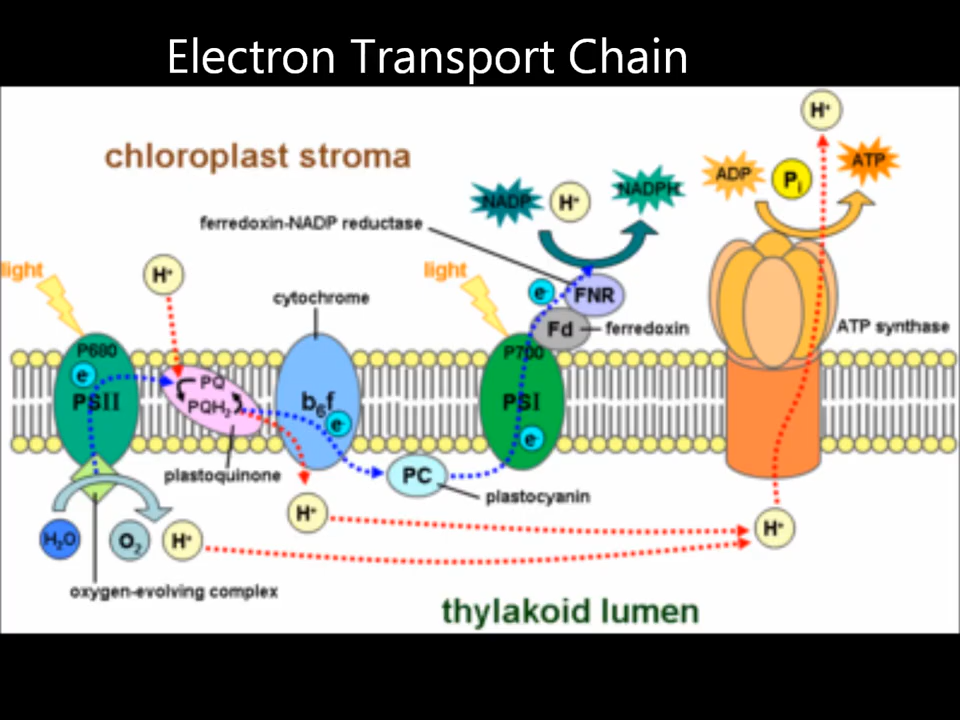 Electron Transport Chain
H⁺
chloroplast stroma
ADP
Pᵢ
ATP
NADP
H⁺
NADPH
ferredoxin-NADP reductase
light
H⁺
light
cytochrome
e⁻
FNR
Fd
ferredoxin
ATP synthase
P680
e⁻
PSII
PQ
PQH₂
b₆f
e⁻
P700
PSI
e⁻
plastoquinone
PC
plastocyanin
H⁺
H⁺
H₂O
O₂
H⁺
oxygen-evolving complex
thylakoid lumen